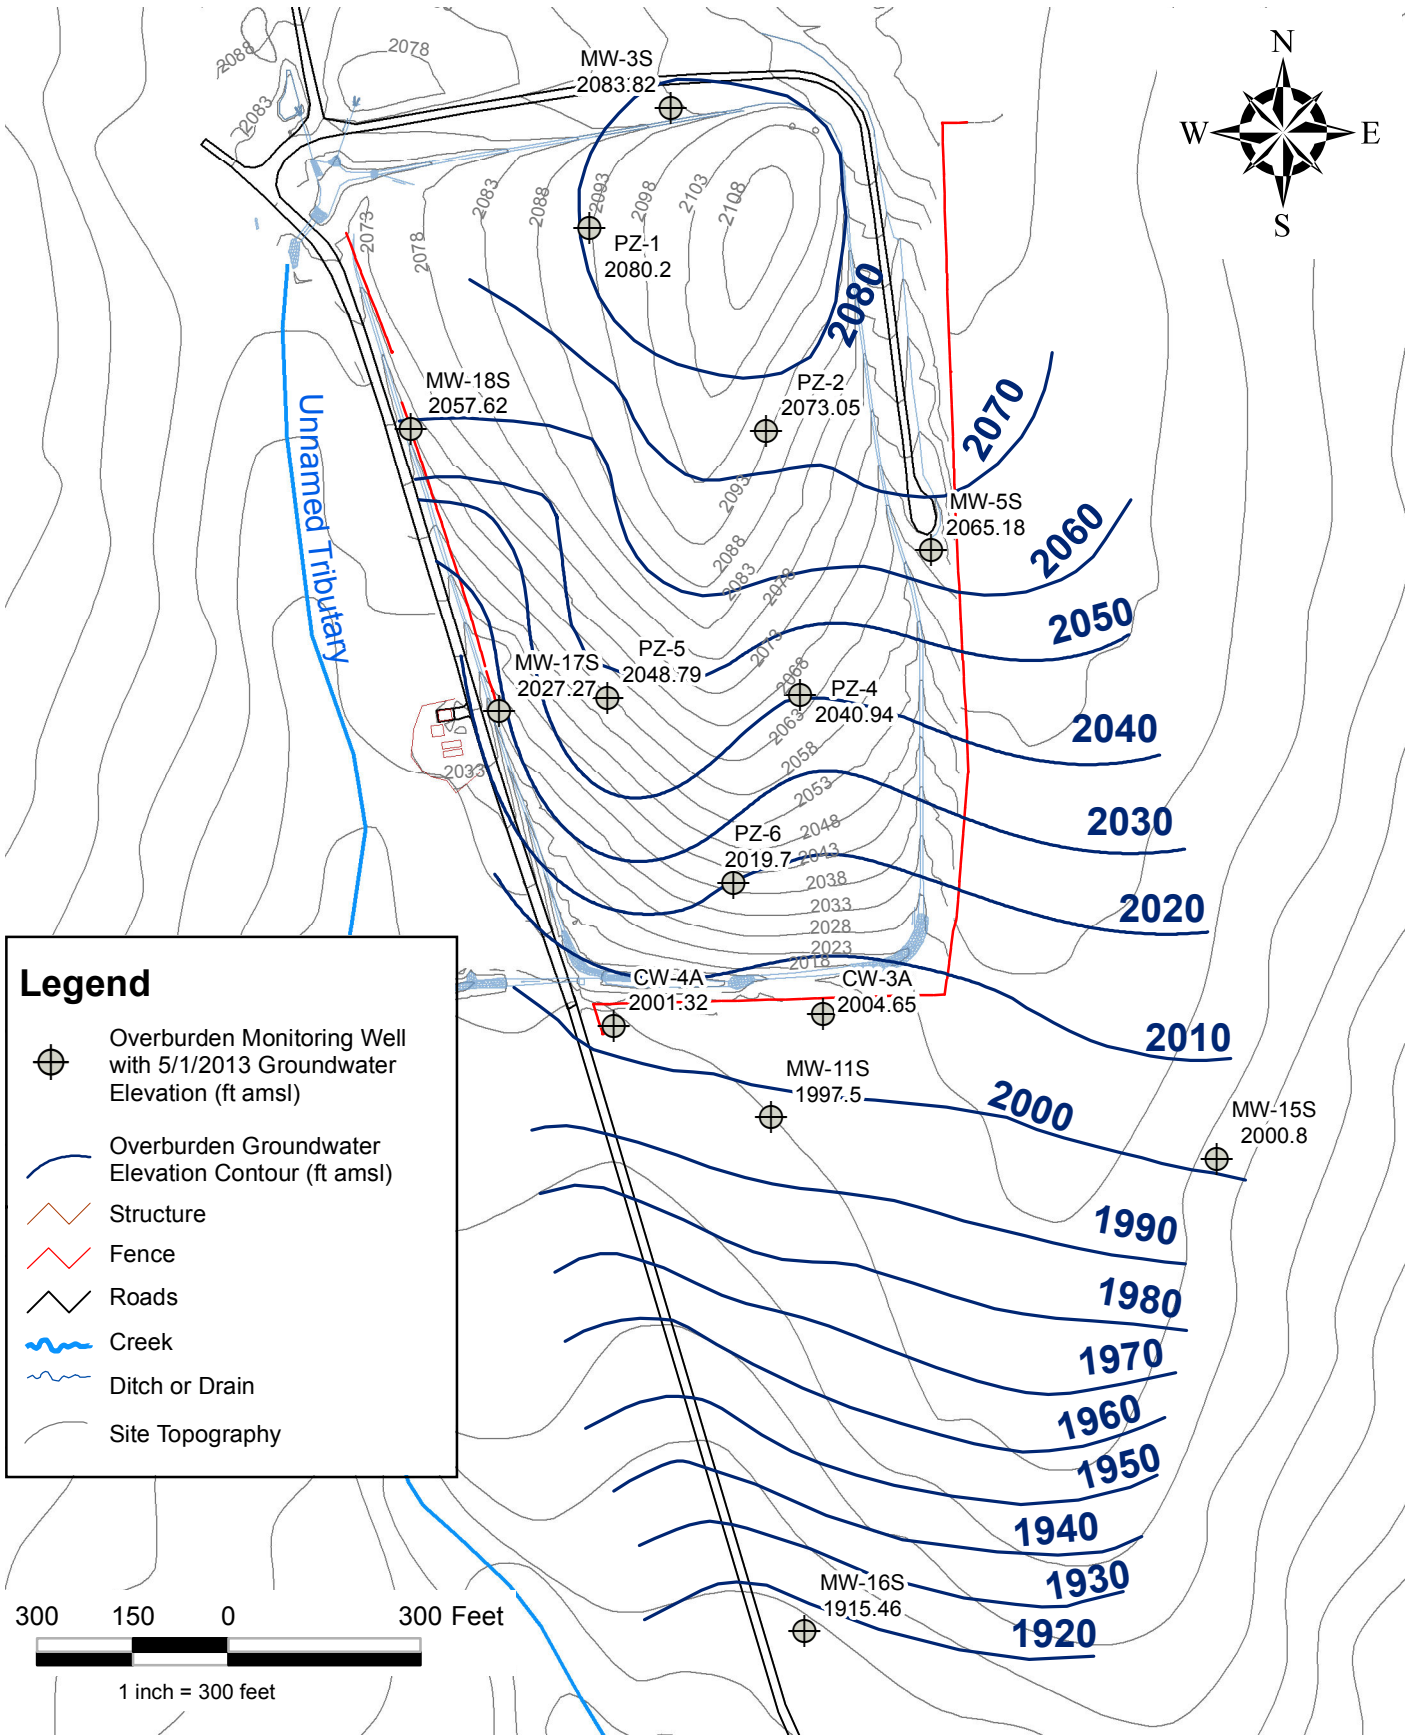 N
W
E
S
2088
2078
2083
MW-3S
2083.82
2073
2078
2083
2088
2093
2098
2103
2108
PZ-1
2080.2
2080
MW-18S
2057.62
PZ-2
2073.05
2070
2093
MW-5S
2065.18
2060
2088
2083
2078
2050
Unnamed Tributary
2073
MW-17S
2027.27
PZ-5
2048.79
2068
PZ-4
2040.94
2063
2040
2058
2033
2053
2030
2048
PZ-6
2019.7
2043
2038
2020
2033
2028
2023
2018
CW-4A
2001.32
CW-3A
2004.65
2010
MW-11S
1997.5
2000
MW-15S
2000.8
1990
1980
1970
1960
1950
1940
1930
MW-16S
1915.46
1920
Legend
Overburden Monitoring Well
with 5/1/2013 Groundwater
Elevation (ft amsl)
Overburden Groundwater
Elevation Contour (ft amsl)
Structure
Fence
Roads
Creek
Ditch or Drain
Site Topography
300 150 0 300 Feet
1 inch = 300 feet